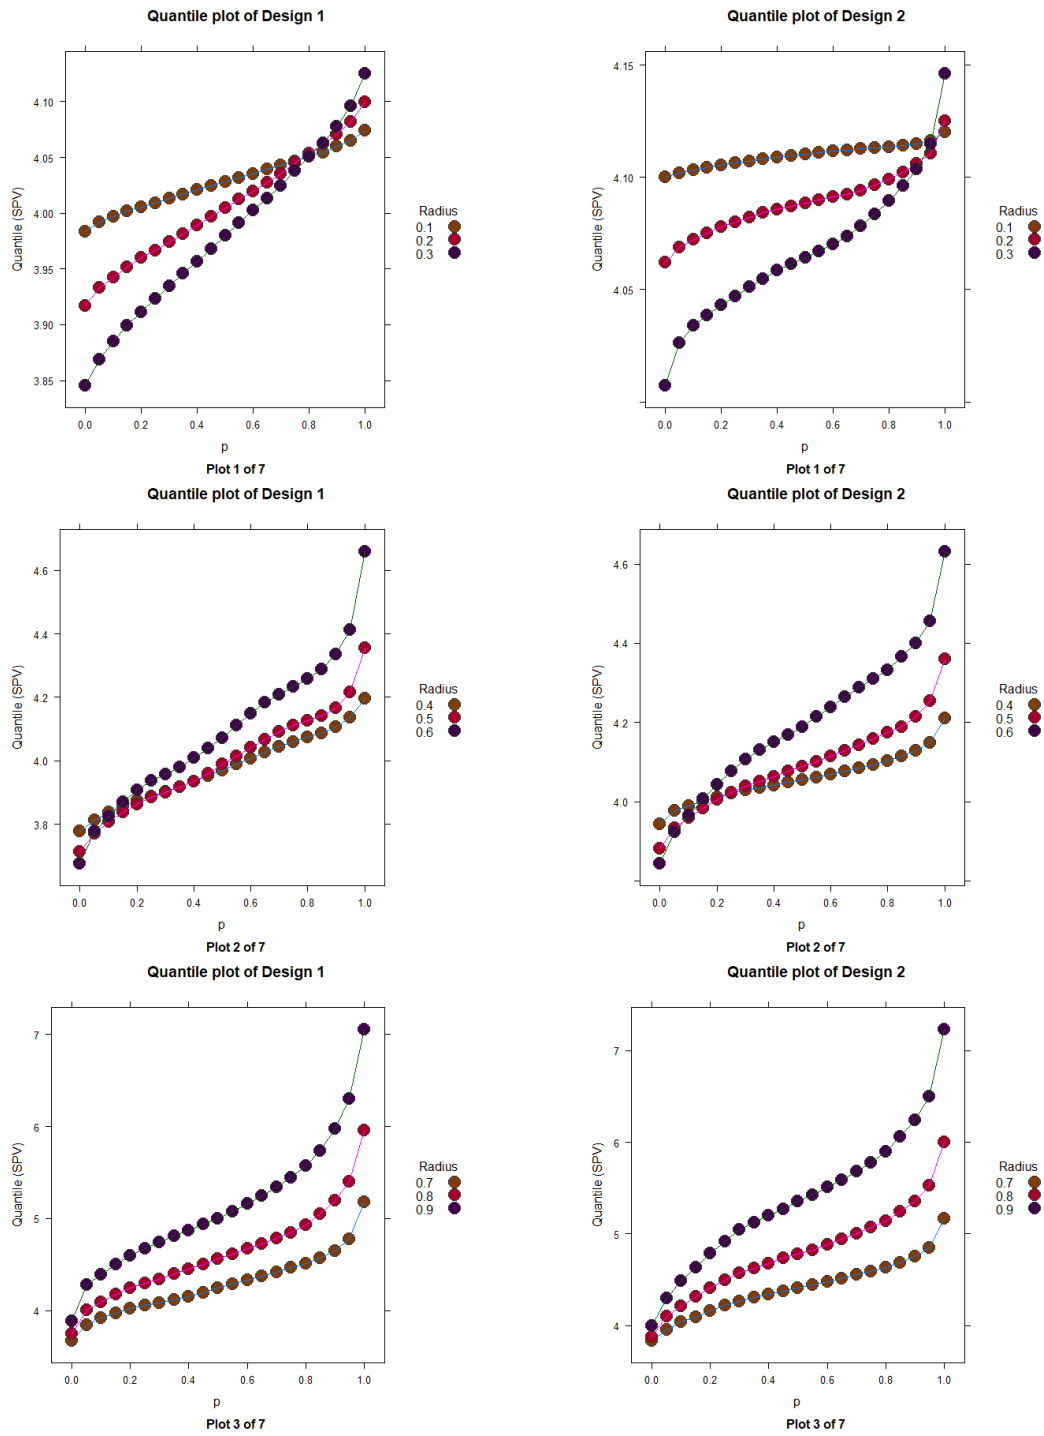 Quantile plot of Design 1
Quantile (SPV)
4.10
4.05
4.00
3.95
3.90
3.85
0.0 0.2 0.4 0.6 0.8 1.0
p
Radius
0.1
0.2
0.3
Plot 1 of 7
Quantile plot of Design 2
Quantile (SPV)
4.15
4.10
4.05
0.0 0.2 0.4 0.6 0.8 1.0
p
Radius
0.1
0.2
0.3
Plot 1 of 7
Quantile plot of Design 1
Quantile (SPV)
4.6
4.4
4.2
4.0
3.8
0.0 0.2 0.4 0.6 0.8 1.0
p
Radius
0.4
0.5
0.6
Plot 2 of 7
Quantile plot of Design 2
Quantile (SPV)
4.6
4.4
4.2
4.0
0.0 0.2 0.4 0.6 0.8 1.0
p
Radius
0.4
0.5
0.6
Plot 2 of 7
Quantile plot of Design 1
Quantile (SPV)
7
6
5
4
0.0 0.2 0.4 0.6 0.8 1.0
p
Radius
0.7
0.8
0.9
Plot 3 of 7
Quantile plot of Design 2
Quantile (SPV)
7
6
5
4
0.0 0.2 0.4 0.6 0.8 1.0
p
Radius
0.7
0.8
0.9
Plot 3 of 7